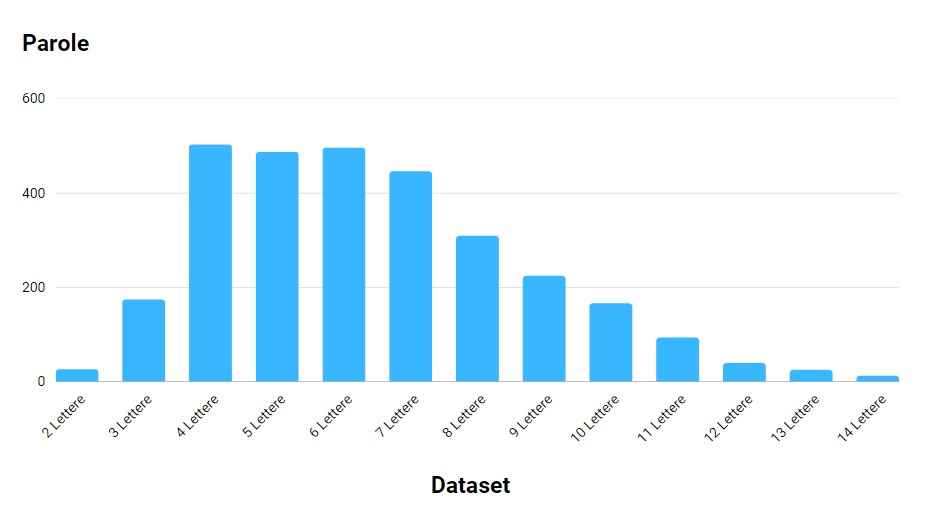 Parole
600
400
200
0
2 Lettere
3 Lettere
4 Lettere
5 Lettere
6 Lettere
7 Lettere
8 Lettere
9 Lettere
10 Lettere
11 Lettere
12 Lettere
13 Lettere
14 Lettere
Dataset